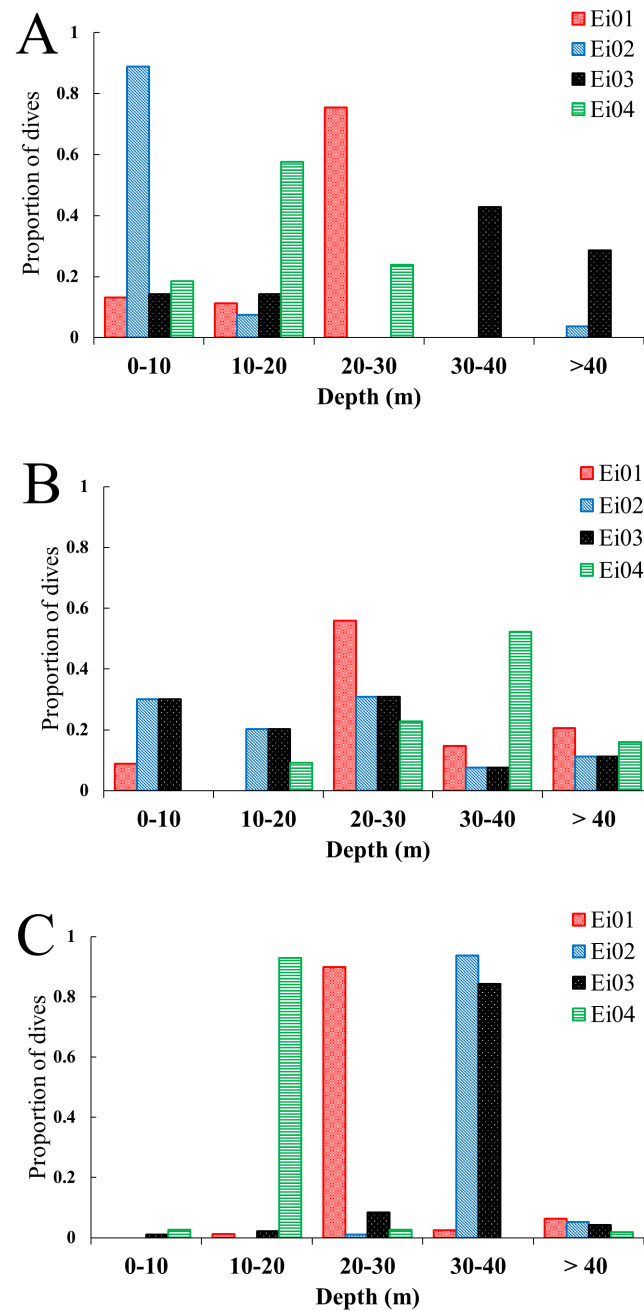 A
Ei01
Ei02
Ei03
Ei04
Proportion of dives
1
0.8
0.6
0.4
0.2
0
0-10 10-20 20-30 30-40 >40
Depth (m)
B
Ei01
Ei02
Ei03
Ei04
Proportion of dives
1
0.8
0.6
0.4
0.2
0
0-10 10-20 20-30 30-40 > 40
Depth (m)
C
Ei01
Ei02
Ei03
Ei04
Proportion of dives
1
0.8
0.6
0.4
0.2
0
0-10 10-20 20-30 30-40 > 40
Depth (m)